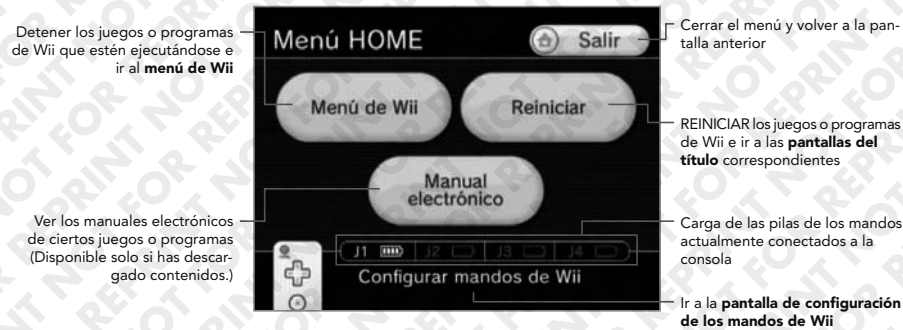 Detener los juegos o programas
de Wii que estén ejecutándose e
ir al menú de Wii
Menú HOME
Salir
Cerrar el menú y volver a la pan-
talla anterior
Menú de Wii
Reiniciar
REINICIAR los juegos o programas
de Wii e ir a las pantallas del
título correspondientes
Manual
electrónico
Ver los manuales electrónicos
de ciertos juegos o programas
(Disponible solo si has descar-
gado contenidos.)
J1 J2 J3 J4
Carga de las pilas de los mandos
actualmente conectados a la
consola
Configurar mandos de Wii
Ir a la pantalla de configuración
de los mandos de Wii
NOT FOR REPRINT